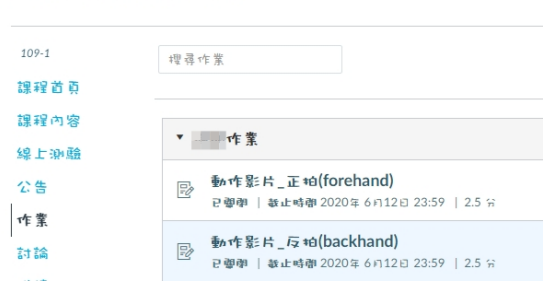 109-1
課程首頁
課程內容
線上測驗
公告
作業
討論
搜尋作業
作業
動作影片_正拍(forehand)
已關閉 | 截止時間 2020年 6月12日 23:59 | 2.5 分
動作影片_反拍(backhand)
已關閉 | 截止時間 2020年 6月12日 23:59 | 2.5 分